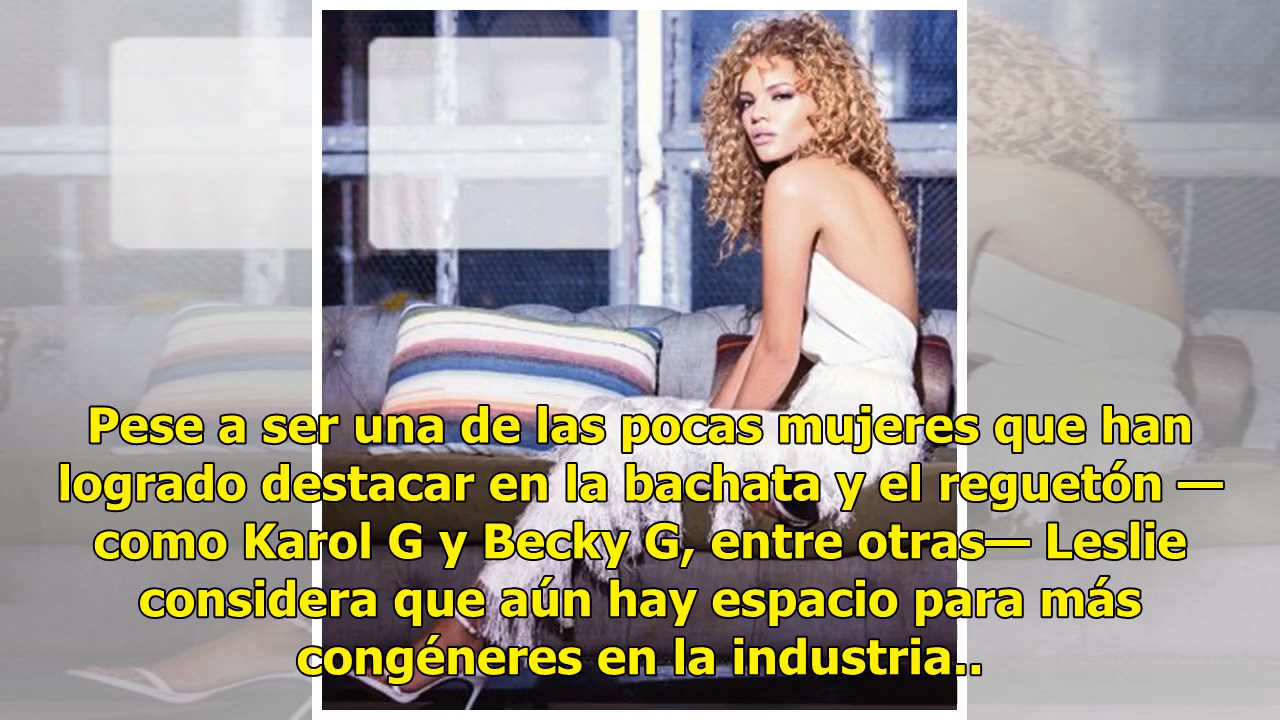 Pese a ser una de las pocas mujeres que han
logrado destacar en la bachata y el reguetón —
como Karol G y Becky G, entre otras— Leslie
considera que aún hay espacio para más
congéneres en la industria..